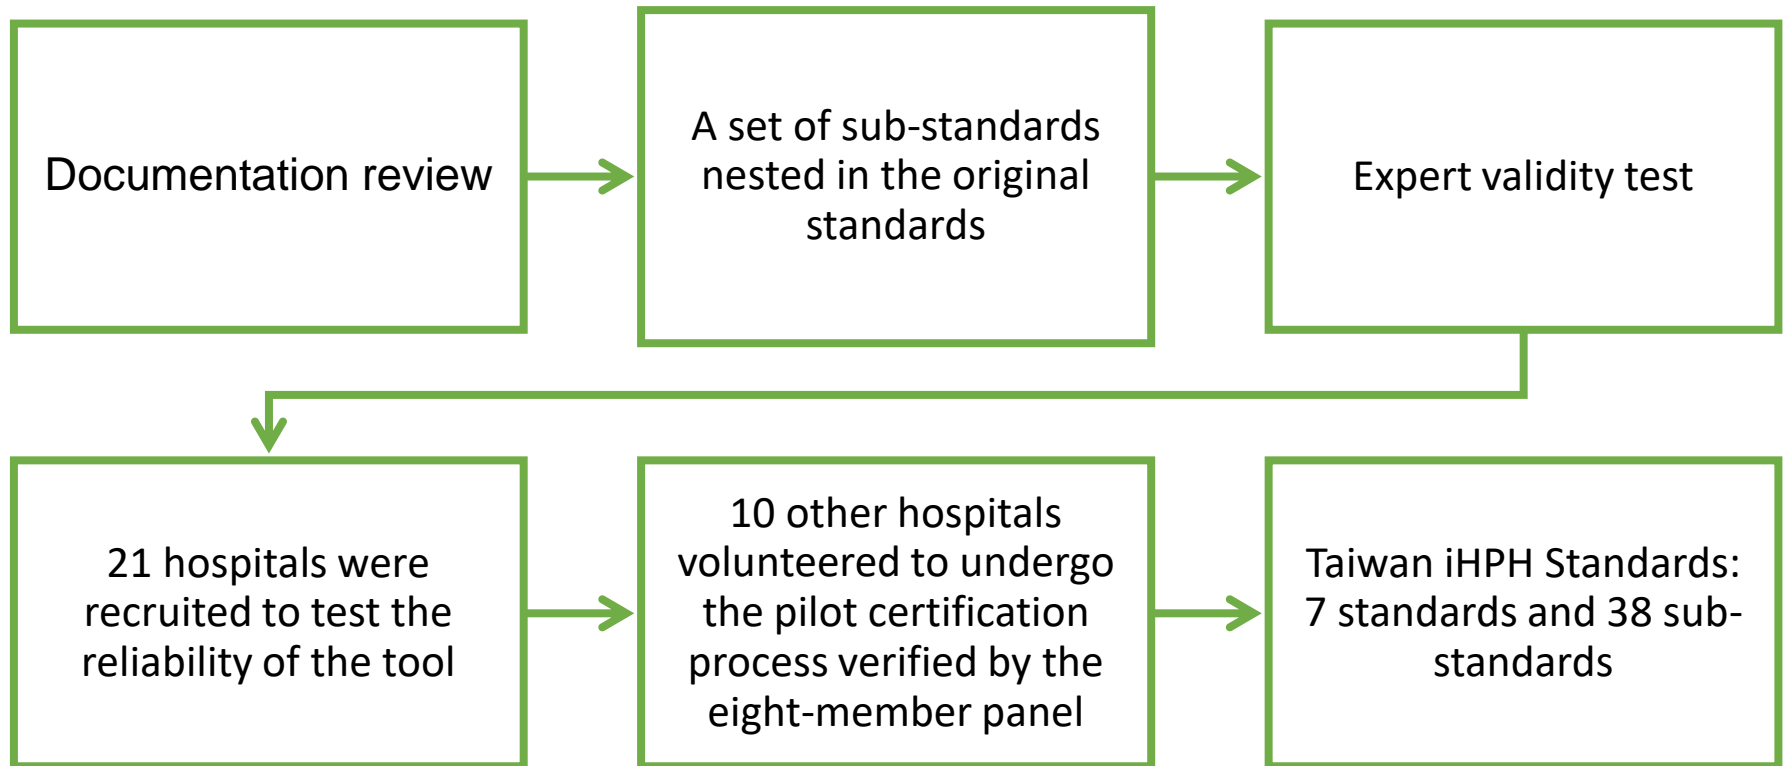 Documentation review
A set of sub-standards
nested in the original
standards
Expert validity test
21 hospitals were
recruited to test the
reliability of the tool
10 other hospitals
volunteered to undergo
the pilot certification
process verified by the
eight-member panel
Taiwan iHPH Standards:
7 standards and 38 sub-
standards